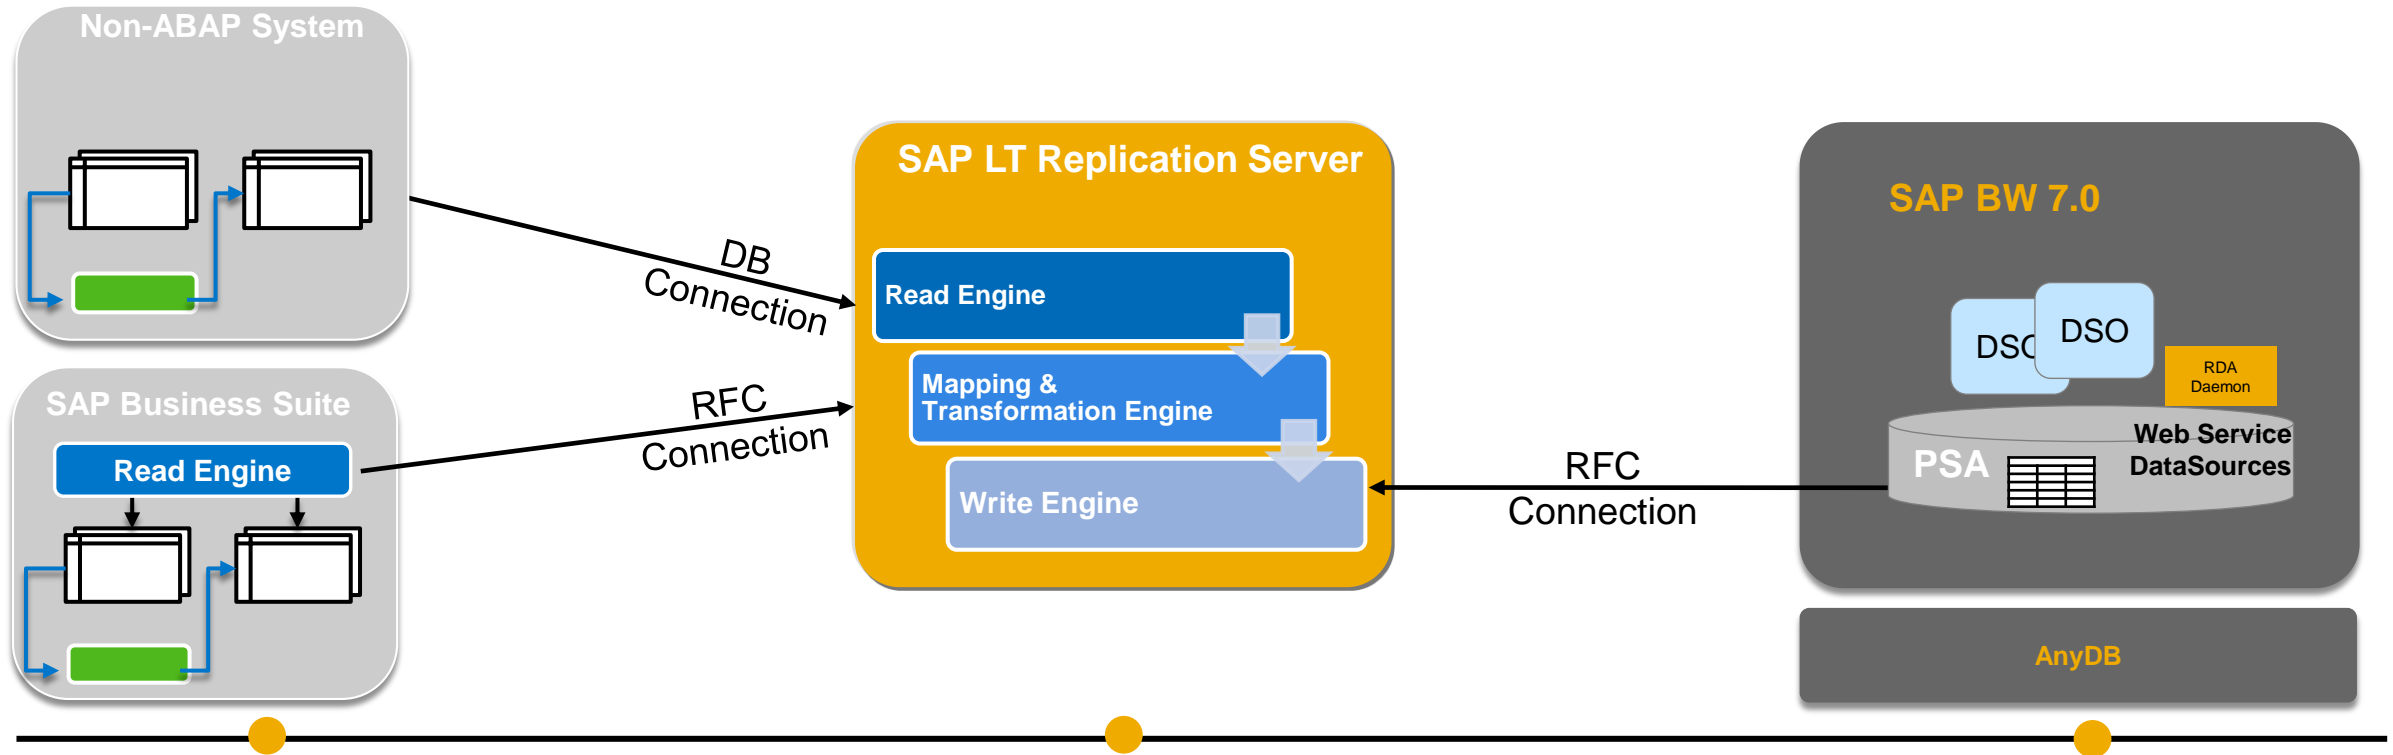 Non-ABAP System
SAP Business Suite
Read Engine
DB
Connection
RFC
Connection
SAP LT Replication Server
Read Engine
Mapping &
Transformation Engine
Write Engine
RFC
Connection
SAP BW 7.0
DSO
DSO
RDA
Daemon
Web Service
DataSources
PSA
AnyDB